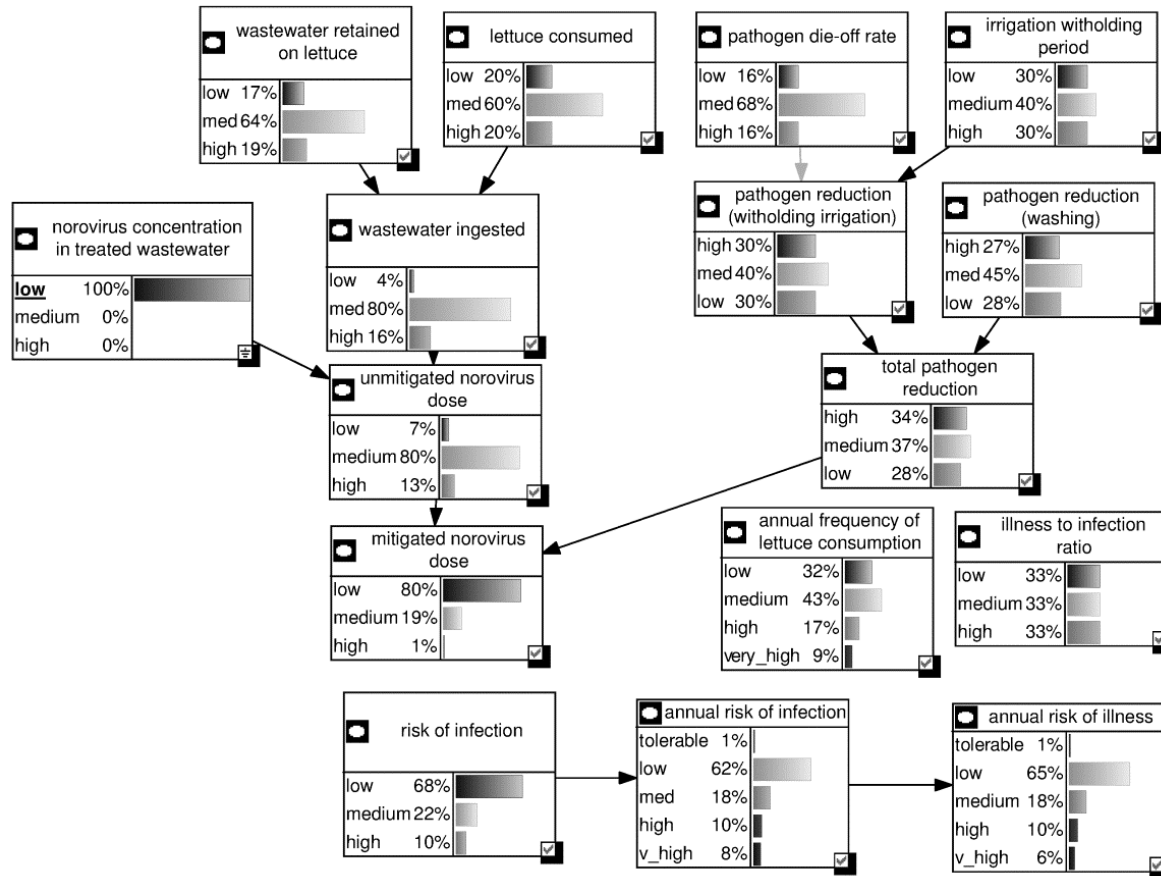 wastewater retained
on lettuce
low 17%
med 64%
high 19%
lettuce consumed
low 20%
med 60%
high 20%
pathogen die-off rate
low 16%
med 68%
high 16%
irrigation witholding
period
low 30%
medium 40%
high 30%
norovirus concentration
in treated wastewater
low 100%
medium 0%
high 0%
wastewater ingested
low 4%
med 80%
high 16%
pathogen reduction
(witholding irrigation)
high 30%
med 40%
low 30%
pathogen reduction
(washing)
high 27%
med 45%
low 28%
unmitigated norovirus
dose
low 7%
medium 80%
high 13%
total pathogen
reduction
high 34%
medium 37%
low 28%
mitigated norovirus
dose
low 80%
medium 19%
high 1%
annual frequency of
lettuce consumption
low 32%
medium 43%
high 17%
very_high 9%
illness to infection
ratio
low 33%
medium 33%
high 33%
risk of infection
low 68%
medium 22%
high 10%
annual risk of infection
tolerable 1%
low 62%
med 18%
high 10%
v_high 8%
annual risk of illness
tolerable 1%
low 65%
medium 18%
high 10%
v_high 6%